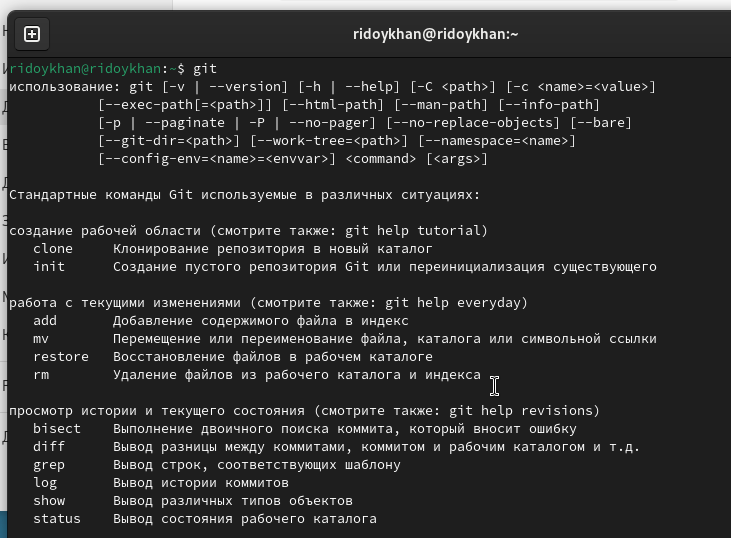 ridoykhan@ridoykhan:~
ridoykhan@ridoykhan:~$ git
использование: git [-v | --version] [-h | --help] [-C <path>] [-c <name>=<value>]
[--exec-path[=<path>]] [--html-path] [--man-path] [--info-path]
[-p | --paginate | -P | --no-pager] [--no-replace-objects] [--bare]
[--git-dir=<path>] [--work-tree=<path>] [--namespace=<name>]
[--config-env=<name>=<envvar>] <command> [<args>]
Стандартные команды Git используемые в различных ситуациях:
создание рабочей области (смотрите также: git help tutorial)
clone Клонирование репозитория в новый каталог
init Создание пустого репозитория Git или переинициализация существующего
работа с текущими изменениями (смотрите также: git help everyday)
add Добавление содержимого файла в индекс
mv Перемещение или переименование файла, каталога или символьной ссылки
restore Восстановление файлов в рабочем каталоге
rm Удаление файлов из рабочего каталога и индекса
просмотр истории и текущего состояния (смотрите также: git help revisions)
bisect Выполнение двоичного поиска коммита, который вносит ошибку
diff Вывод разницы между коммитами, коммитом и рабочим каталогом и т.д.
grep Вывод строк, соответствующих шаблону
log Вывод истории коммитов
show Вывод различных типов объектов
status Вывод состояния рабочего каталога